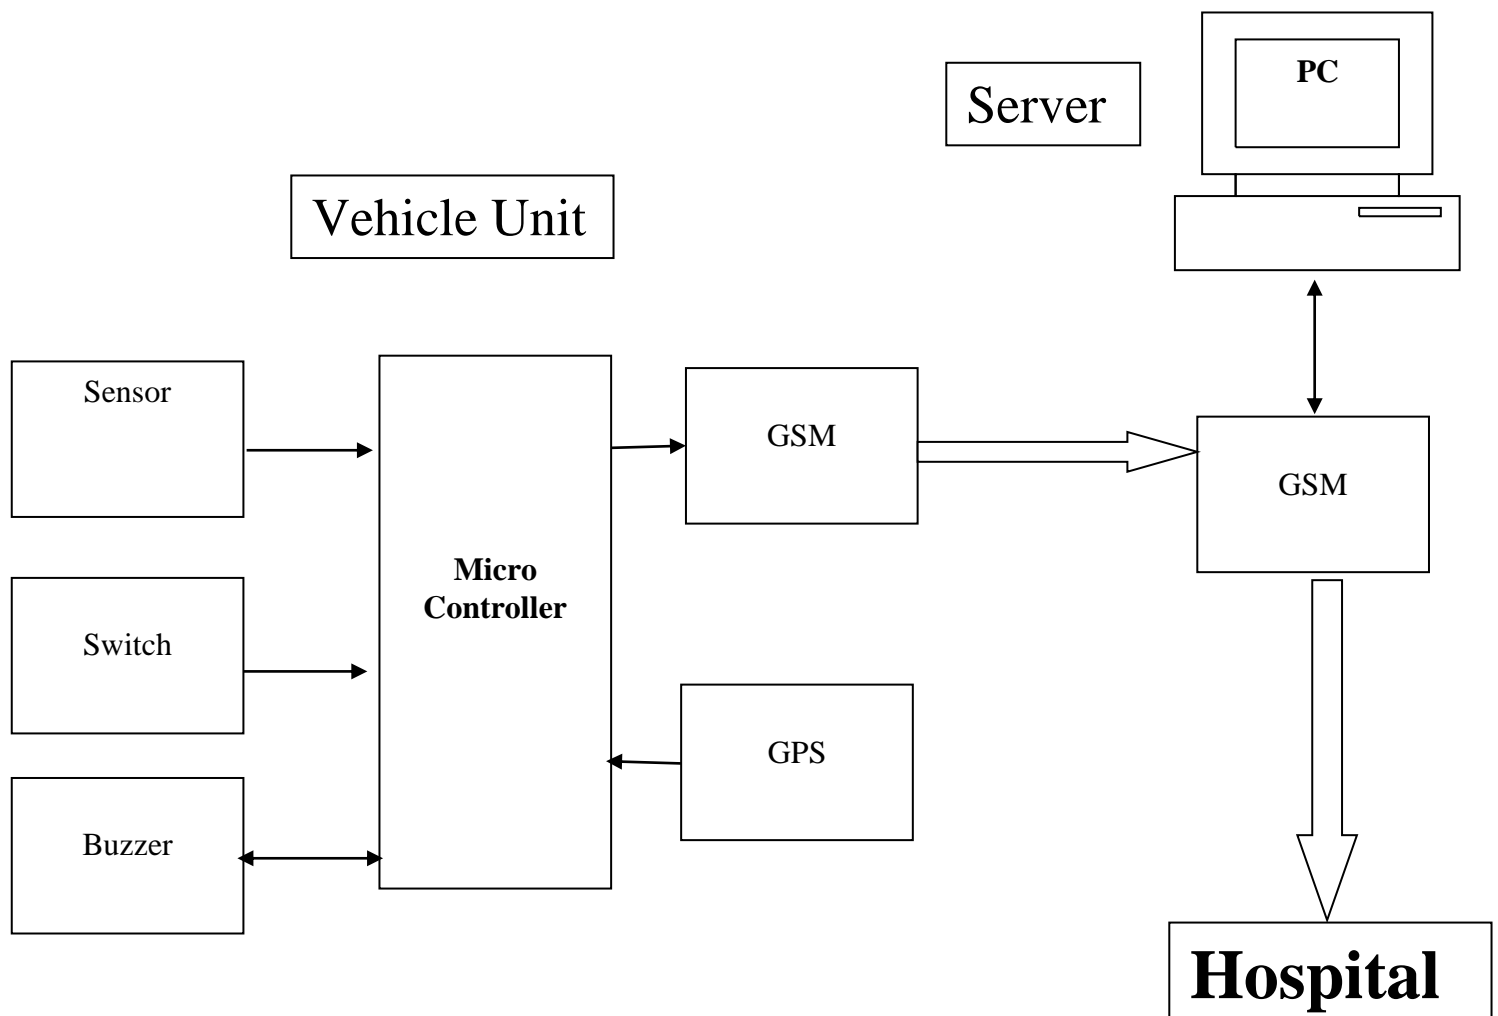 PC
Server
Vehicle Unit
Sensor
GSM
GSM
Micro
Controller
Switch
GPS
Buzzer
Hospital